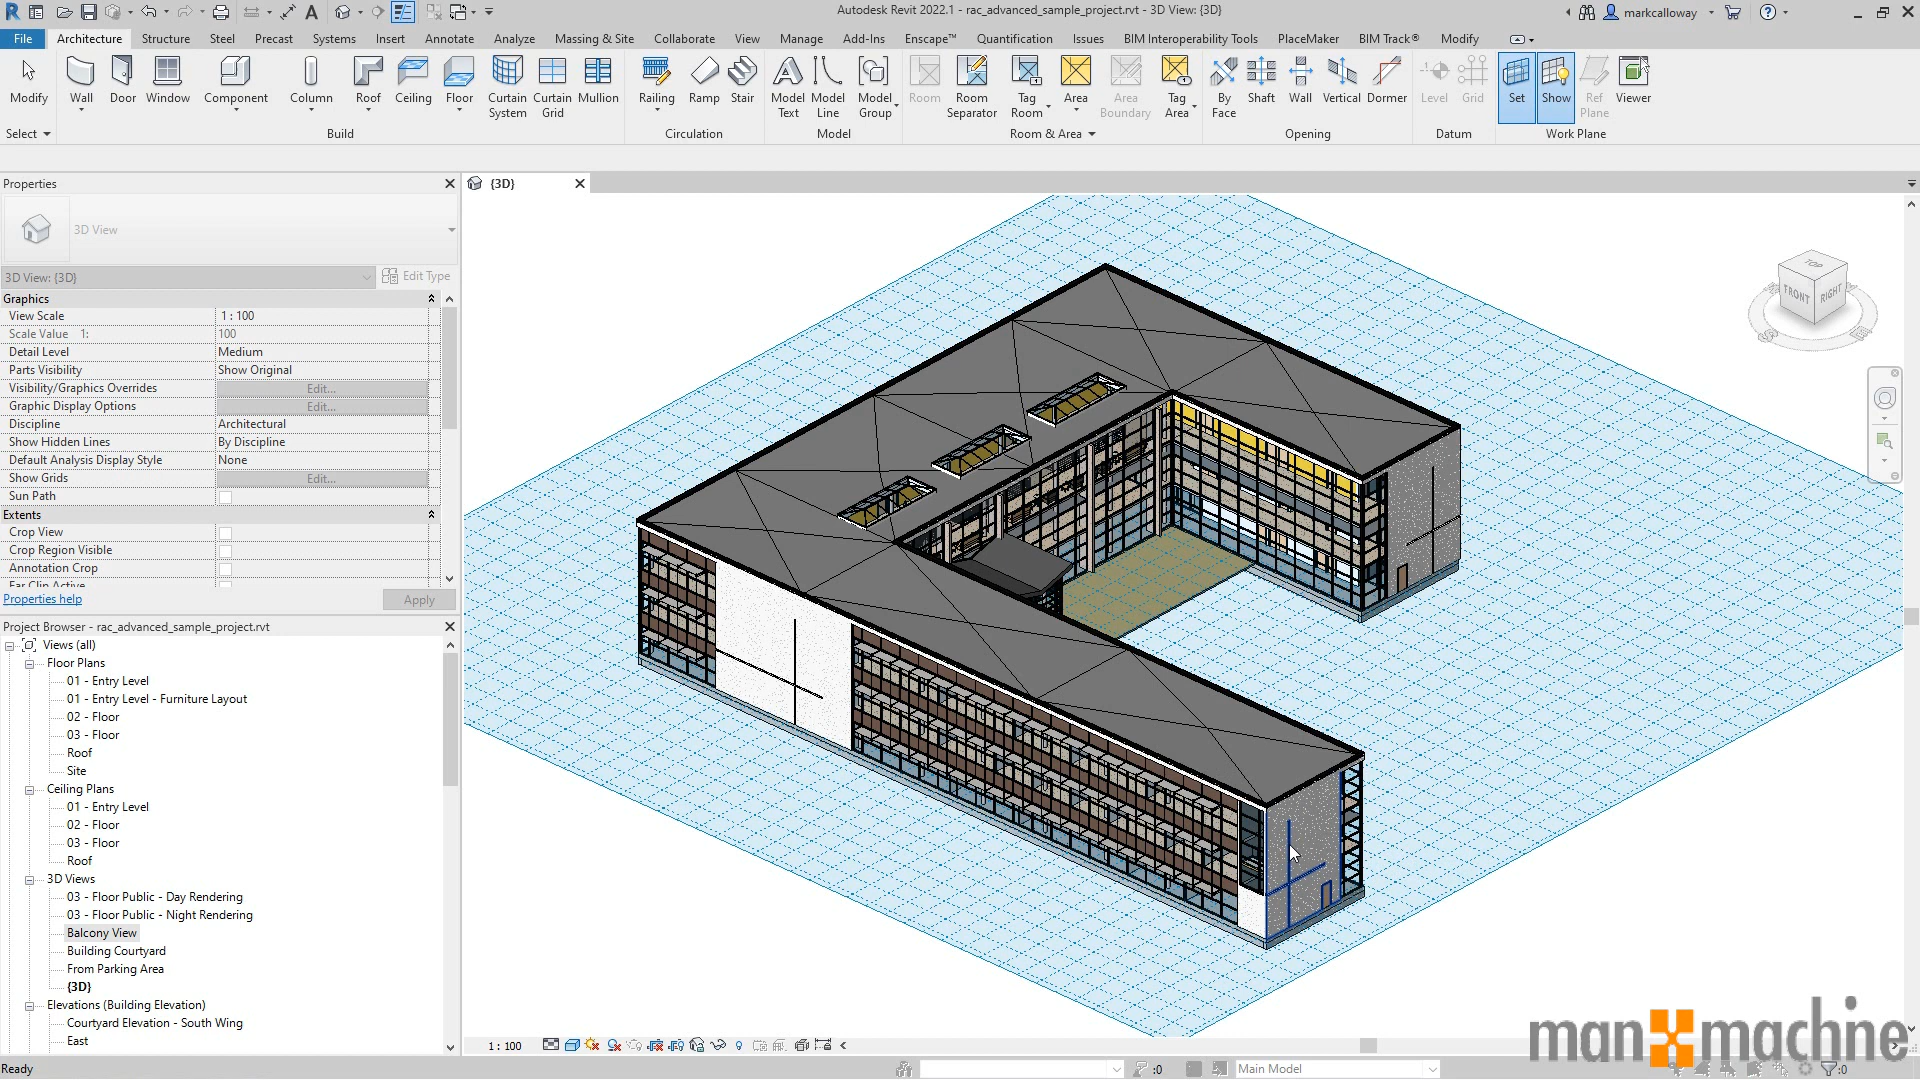 Autodesk Revit 2022.1 - rac_advanced_sample_project.rvt - 3D View: {3D}
markcalloway
File Architecture Structure Steel Precast Systems Insert Annotate Analyze Massing & Site Collaborate View Manage Add-Ins Enscape™ Quantification Issues BIM Interoperability Tools PlaceMaker BIM Track® Modify
Modify Wall Door Window Component Column Roof Ceiling Floor Curtain System Curtain Grid Mullion Railing Ramp Stair Model Text Model Line Model Group Room Room Separator Tag Room Area Area Boundary Tag Area By Face Shaft Wall Vertical Dormer Level Grid Set Show Ref Plane Viewer
Select Build Circulation Model Room & Area Opening Datum Work Plane
Properties
{3D}
3D View
3D View: {3D} Edit Type
Graphics
View Scale 1 : 100
Scale Value 1: 100
Detail Level Medium
Parts Visibility Show Original
Visibility/Graphics Overrides Edit...
Graphic Display Options Edit...
Discipline Architectural
Show Hidden Lines By Discipline
Default Analysis Display Style None
Show Grids Edit...
Sun Path
Extents
Crop View
Crop Region Visible
Annotation Crop
Far Clip Active
Properties help Apply
Project Browser - rac_advanced_sample_project.rvt
Views (all)
Floor Plans
01 - Entry Level
01 - Entry Level - Furniture Layout
02 - Floor
03 - Floor
Roof
Site
Ceiling Plans
01 - Entry Level
02 - Floor
03 - Floor
Roof
3D Views
03 - Floor Public - Day Rendering
03 - Floor Public - Night Rendering
Balcony View
Building Courtyard
From Parking Area
{3D}
Elevations (Building Elevation)
Courtyard Elevation - South Wing
East
TOP
FRONT RIGHT
1 : 100
Ready
:0
Main Model
:0
man machine